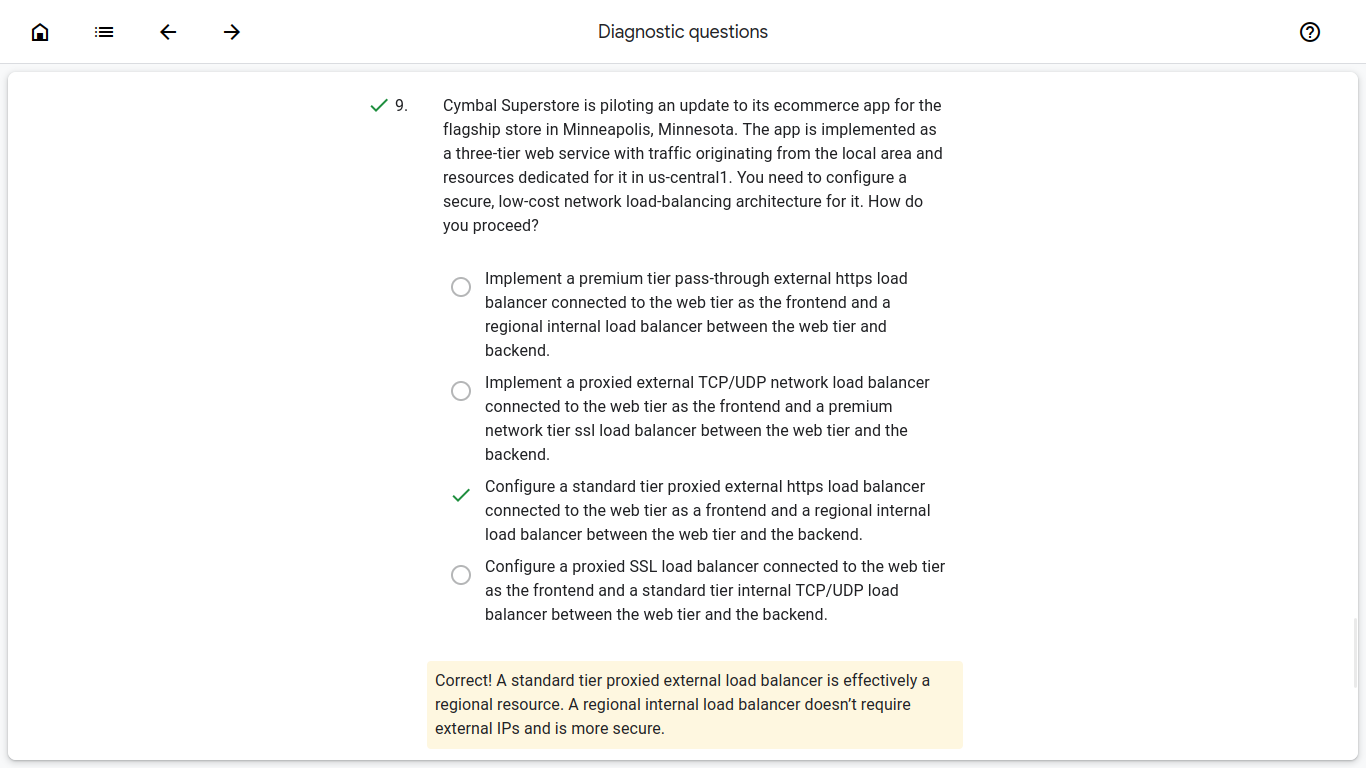 Diagnostic questions
9. Cymbal Superstore is piloting an update to its ecommerce app for the
flagship store in Minneapolis, Minnesota. The app is implemented as
a three-tier web service with traffic originating from the local area and
resources dedicated for it in us-central1. You need to configure a
secure, low-cost network load-balancing architecture for it. How do
you proceed?
Implement a premium tier pass-through external https load
balancer connected to the web tier as the frontend and a
regional internal load balancer between the web tier and
backend.
Implement a proxied external TCP/UDP network load balancer
connected to the web tier as the frontend and a premium
network tier ssl load balancer between the web tier and the
backend.
Configure a standard tier proxied external https load balancer
connected to the web tier as a frontend and a regional internal
load balancer between the web tier and the backend.
Configure a proxied SSL load balancer connected to the web tier
as the frontend and a standard tier internal TCP/UDP load
balancer between the web tier and the backend.
Correct! A standard tier proxied external load balancer is effectively a
regional resource. A regional internal load balancer doesn’t require
external IPs and is more secure.